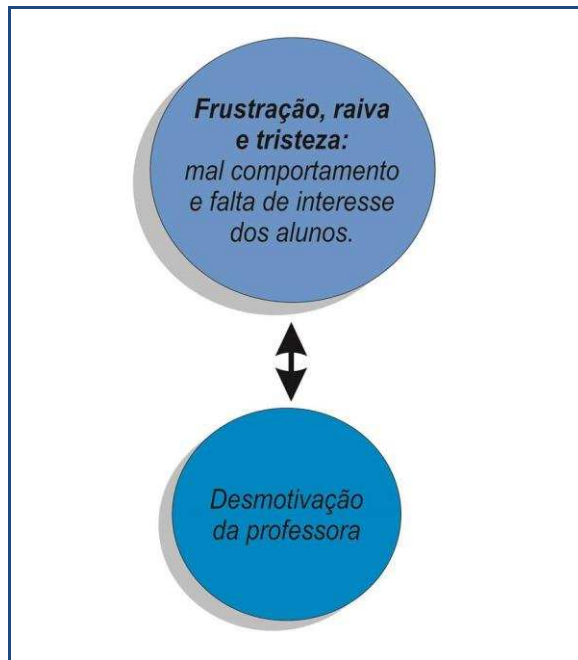 Frustração, raiva
e tristeza:
mal comportamento
e falta de interesse
dos alunos.
Desmotivação
da professora